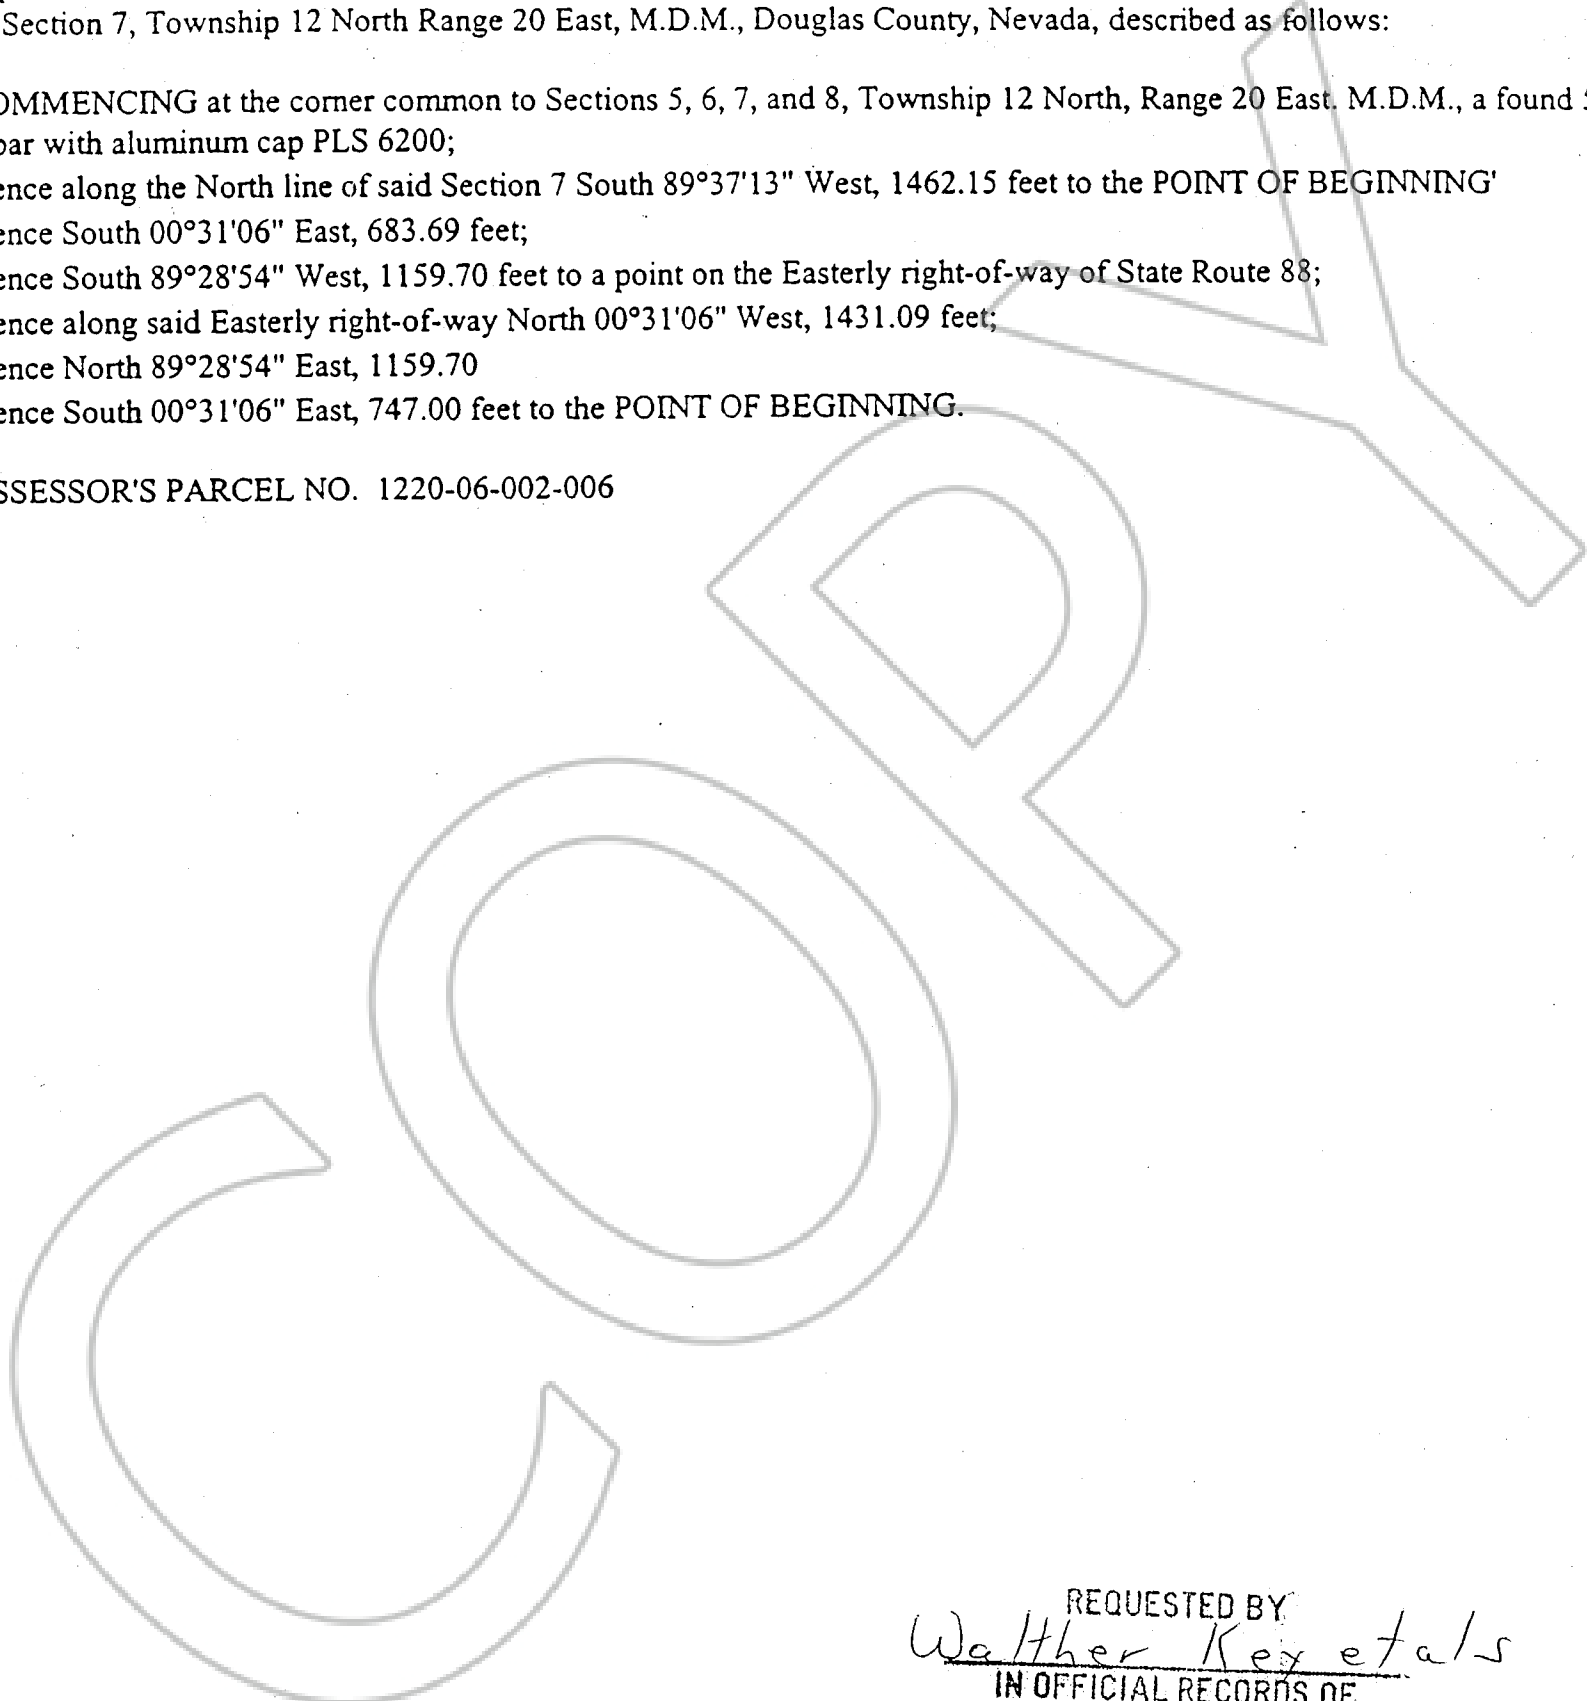 Section 7, Township 12 North Range 20 East, M.D.M., Douglas County, Nevada, described as follows:
OMMENCING at the corner common to Sections 5, 6, 7, and 8, Township 12 North, Range 20 East. M.D.M., a found
bar with aluminum cap PLS 6200;
ence along the North line of said Section 7 South 89°37'13" West, 1462.15 feet to the POINT OF BEGINNING'
ence South 00°31'06" East, 683.69 feet;
ence South 89°28'54" West, 1159.70 feet to a point on the Easterly right-of-way of State Route 88;
ence along said Easterly right-of-way North 00°31'06" West, 1431.09 feet;
ence North 89°28'54" East, 1159.70
ence South 00°31'06" East, 747.00 feet to the POINT OF BEGINNING.
SSESSOR'S PARCEL NO. 1220-06-002-006
COPY
REQUESTED BY
Walther Key etals
IN OFFICIAL RECORDS OF